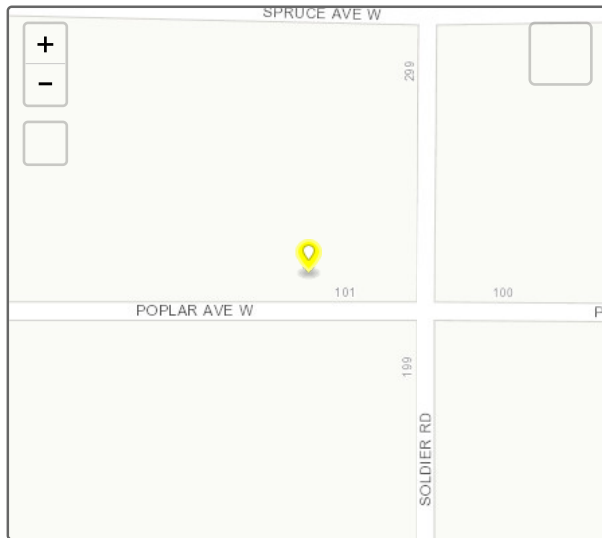 SPRUCE AVE W
+
299
−
101
100
POPLAR AVE W
P
199
SOLDIER RD